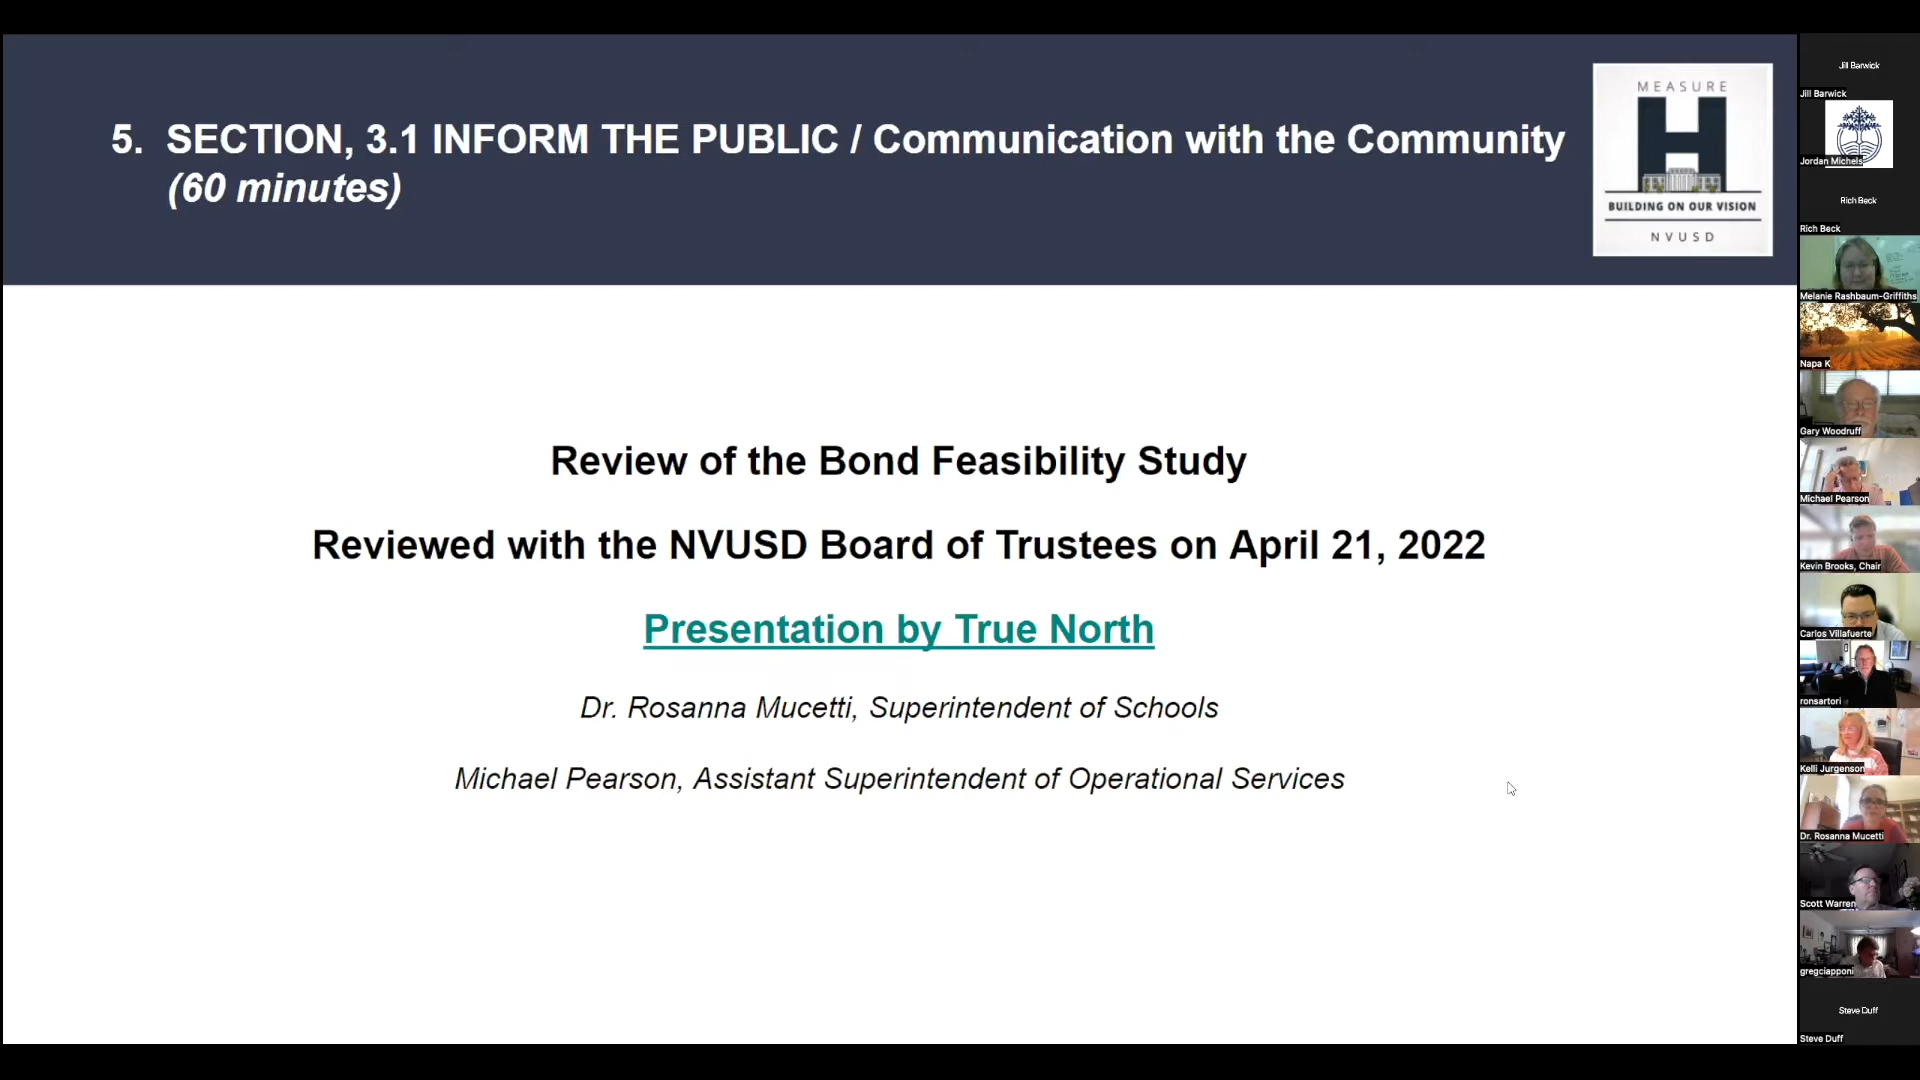 5. SECTION, 3.1 INFORM THE PUBLIC / Communication with the Community
(60 minutes)
MEASURE
H
BUILDING ON OUR VISION
NVUSD
Review of the Bond Feasibility Study
Reviewed with the NVUSD Board of Trustees on April 21, 2022
Presentation by True North
Dr. Rosanna Mucetti, Superintendent of Schools
Michael Pearson, Assistant Superintendent of Operational Services
Jill Barwick
Jill Barwick
Jordan Michels
Rich Beck
Rich Beck
Melanie Rashbaum-Griffiths
Napa K
Gary Woodruff
Michael Pearson
Kevin Brooks, Chair
Carlos Villafuerte
ronsartori
Kelli Jurgenson
Dr. Rosanna Mucetti
Scott Warren
gregciapponi
Steve Duff
Steve Duff